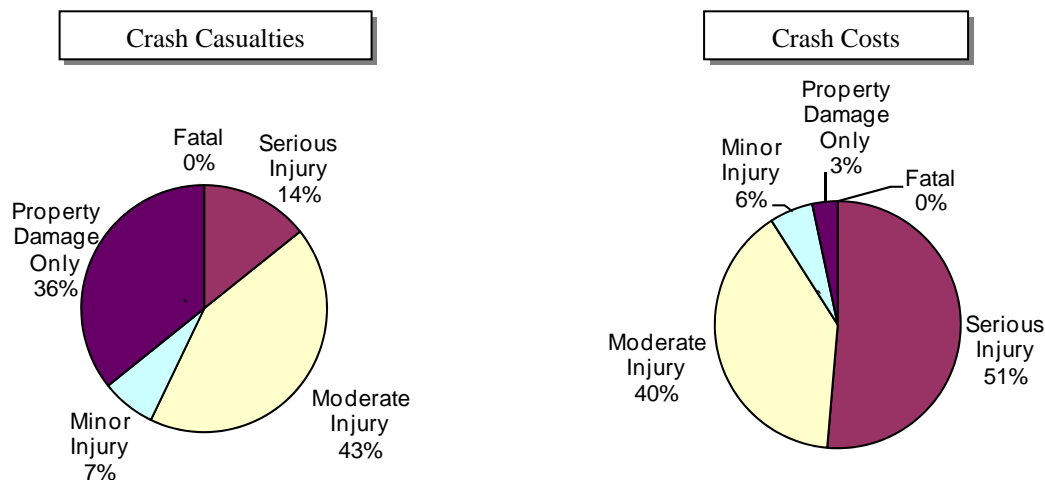 Crash Casualties
Fatal
0%
Serious
Injury
14%
Moderate
Injury
43%
Minor
Injury
7%
Property
Damage
Only
36%
Crash Costs
Property
Damage
Only
3%
Fatal
0%
Serious
Injury
51%
Moderate
Injury
40%
Minor
Injury
6%